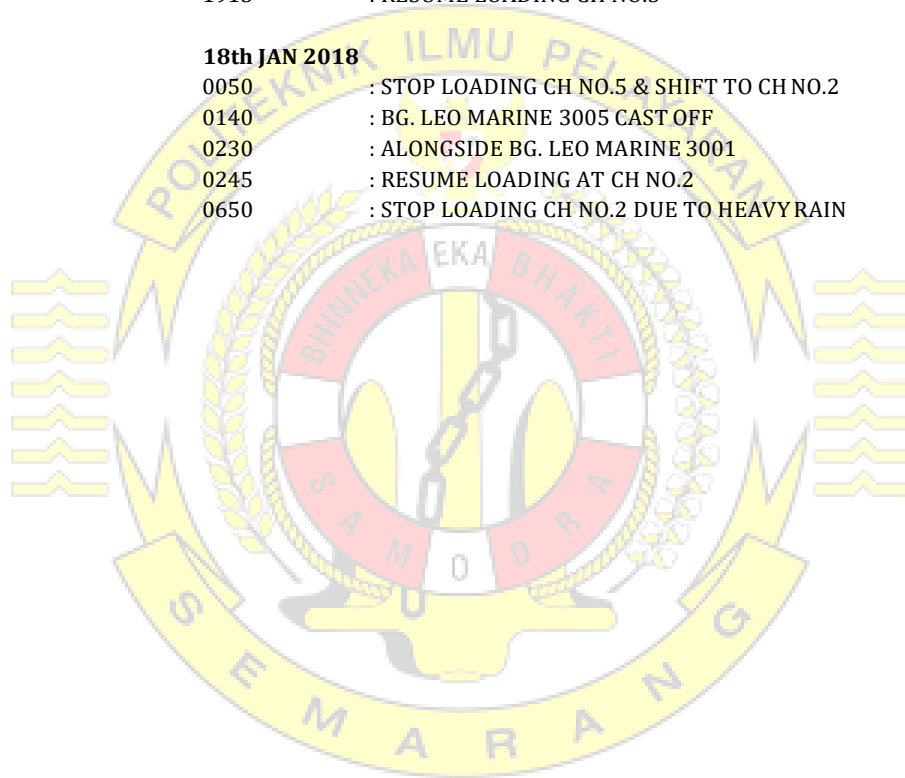 18th JAN 2018
0050 : STOP LOADING CH NO.5 & SHIFT TO CH NO.2
0140 : BG. LEO MARINE 3005 CAST OFF
0230 : ALONGSIDE BG. LEO MARINE 3001
0245 : RESUME LOADING AT CH NO.2
0650 : STOP LOADING CH NO.2 DUE TO HEAVY RAIN
POLITEKNIK ILMU PELAYARAN
BHINNEKA EKA BHAKTI
SAMODRA
SEMARANG